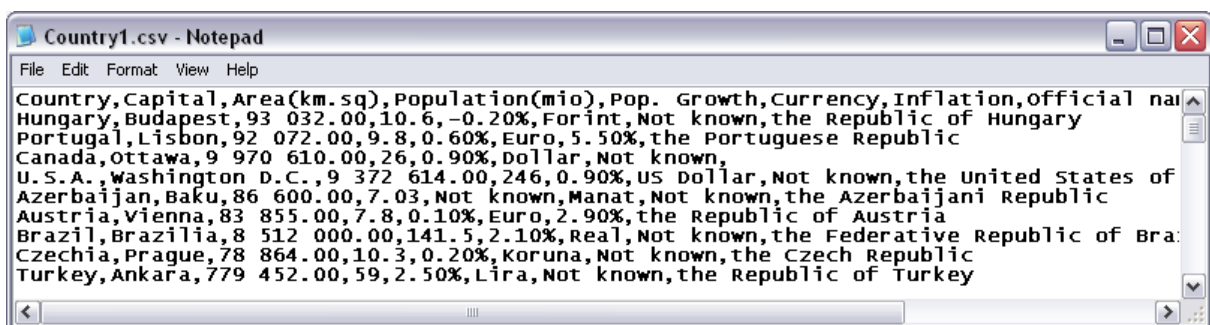 Country1.csv - Notepad
File Edit Format View Help
Country,Capital,Area(km.sq),Population(mio),Pop. Growth,Currency,Inflation,Official
Hungary,Budapest,93 032.00,10.6,-0.20%,Forint,Not known,the Republic of Hungary
Portugal,Lisbon,92 072.00,9.8,0.60%,Euro,5.50%,the Portuguese Republic
Canada,Ottawa,9 970 610.00,26,0.90%,Dollar,Not known,
U.S.A.,Washington D.C.,9 372 614.00,246,0.90%,US Dollar,Not known,the United States of
Azerbaijan,Baku,86 600.00,7.03,Not known,Manat,Not known,the Azerbaijani Republic
Austria,Vienna,83 855.00,7.8,0.10%,Euro,2.90%,the Republic of Austria
Brazil,Brazilia,8 512 000.00,141.5,2.10%,Real,Not known,the Federative Republic of
Czechia,Prague,78 864.00,10.3,0.20%,Koruna,Not known,the Czech Republic
Turkey,Ankara,779 452.00,59,2.50%,Lira,Not known,the Republic of Turkey